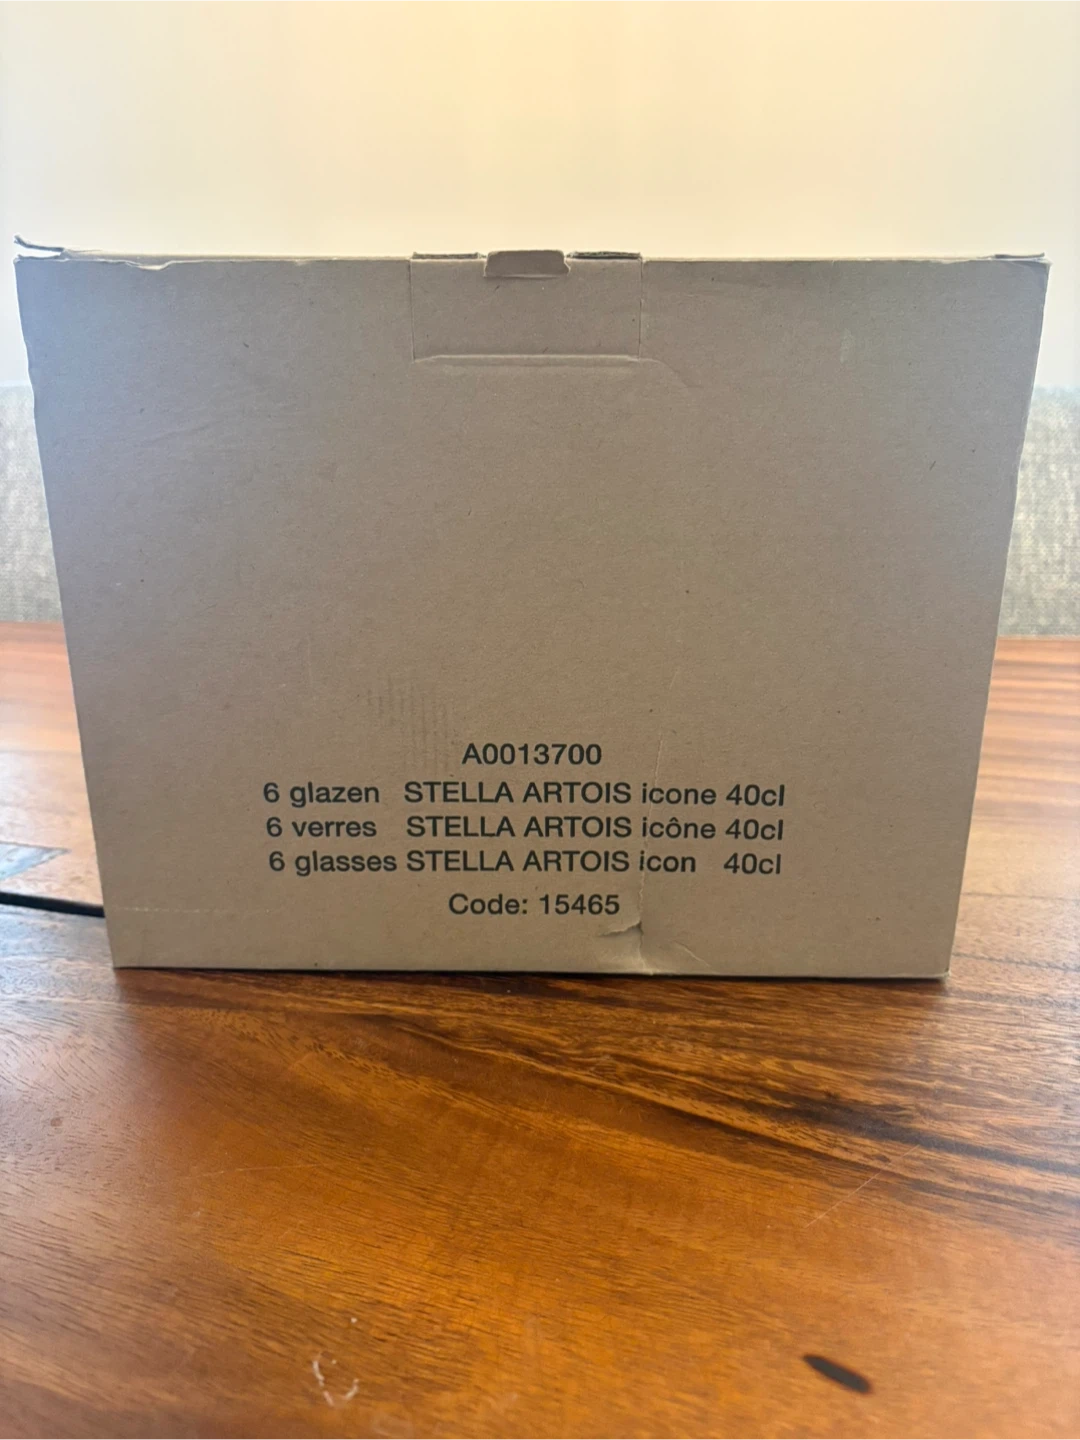 A0013700
6 glazen STELLA ARTOIS icone 40cl
6 verres STELLA ARTOIS icône 40cl
6 glasses STELLA ARTOIS icon 40cl
Code: 15465